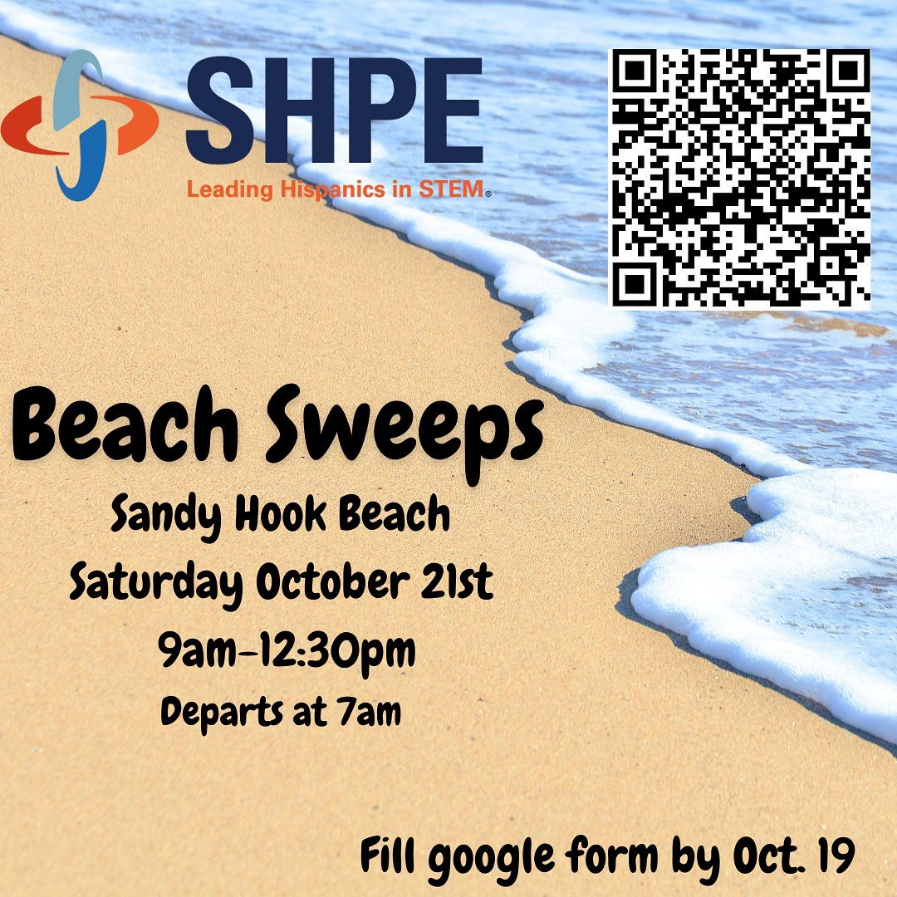 SHPE
Leading Hispanics in STEM®
Beach Sweeps
Sandy Hook Beach
Saturday October 21st
9am-12:30pm
Departs at 7am
Fill google form by Oct. 19